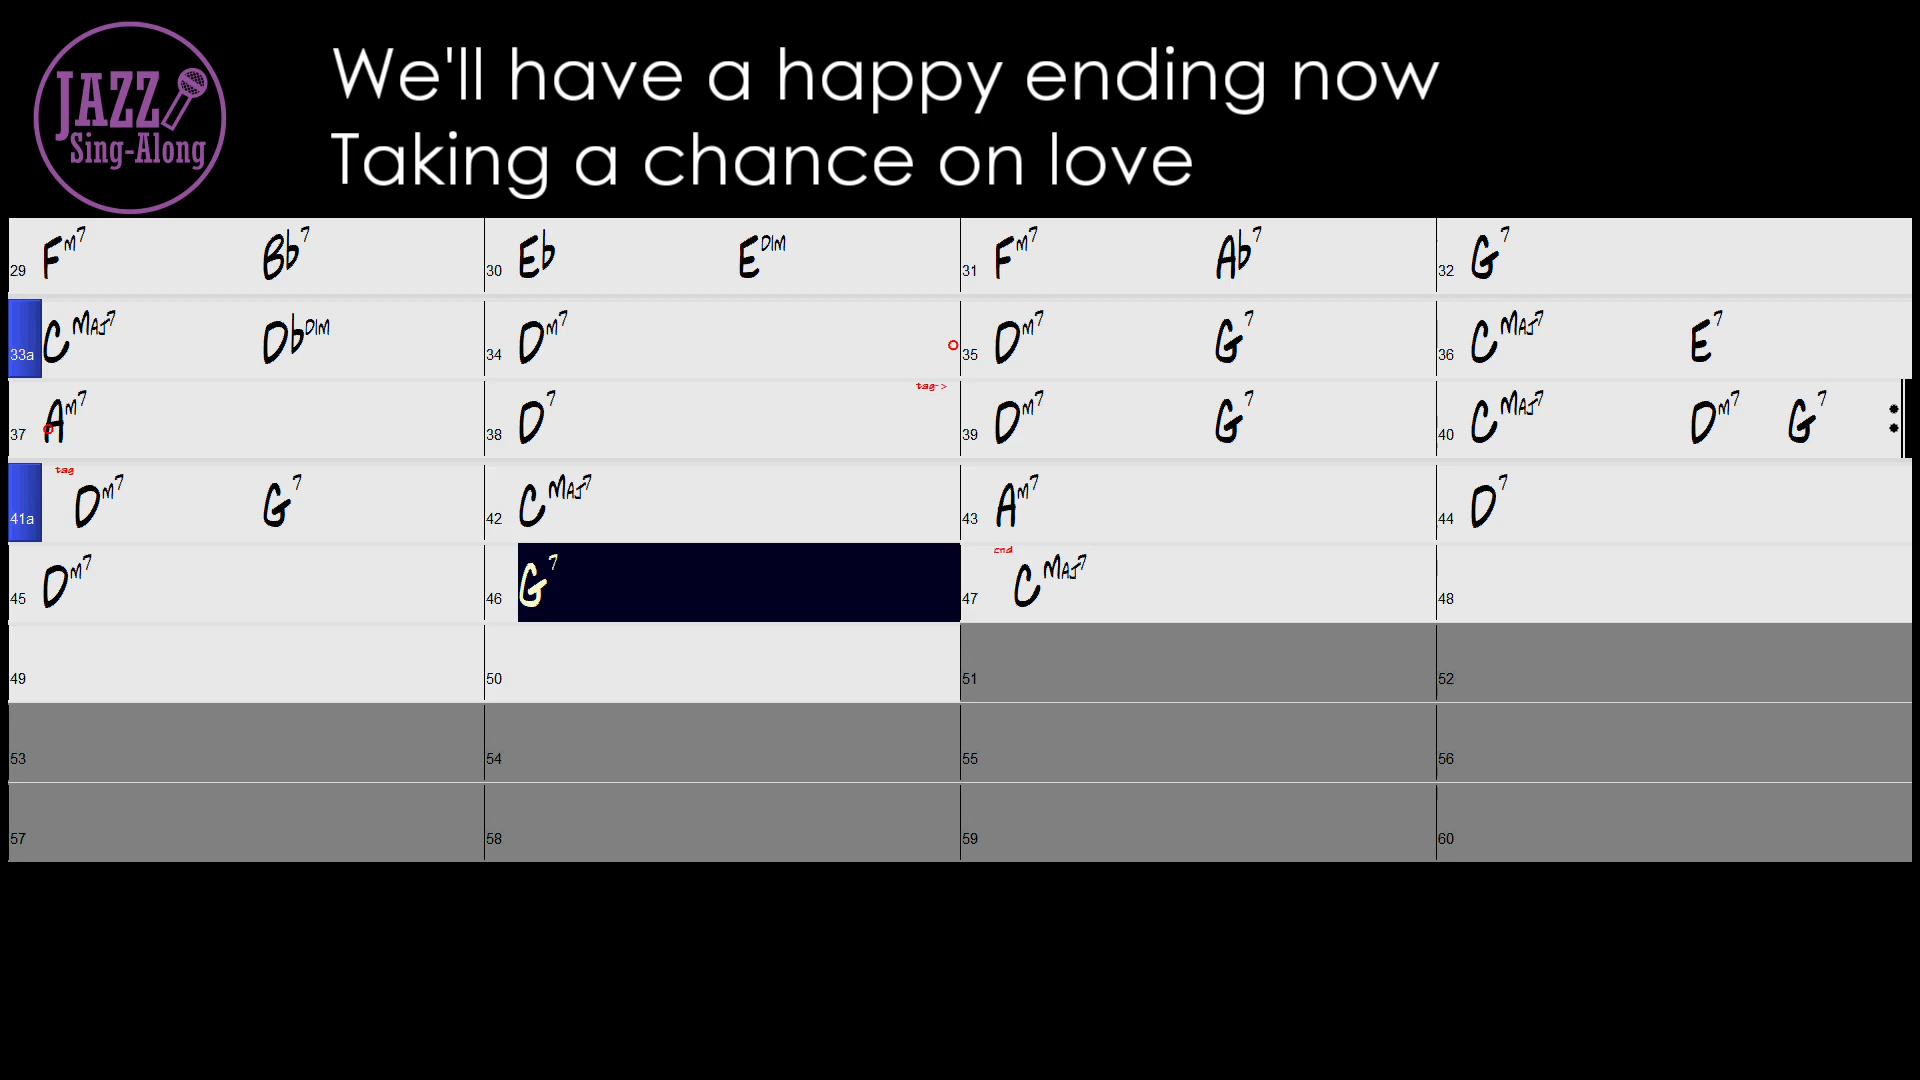 JAZZ
Sing-Along
We'll have a happy ending now
Taking a chance on love
29 Fm7 Bb7 30 Eb Edim 31 Fm7 Ab7 32 G7
33a CMaj7 Dbdim 34 Dm7 35 Dm7 G7 36 CMaj7 E7
tag->
37 Am7 38 D7 39 Dm7 G7 40 CMaj7 Dm7 G7
tag
41a Dm7 G7 42 CMaj7 43 Am7 44 D7
end
45 Dm7 46 G7 47 CMaj7 48
49 50 51 52
53 54 55 56
57 58 59 60